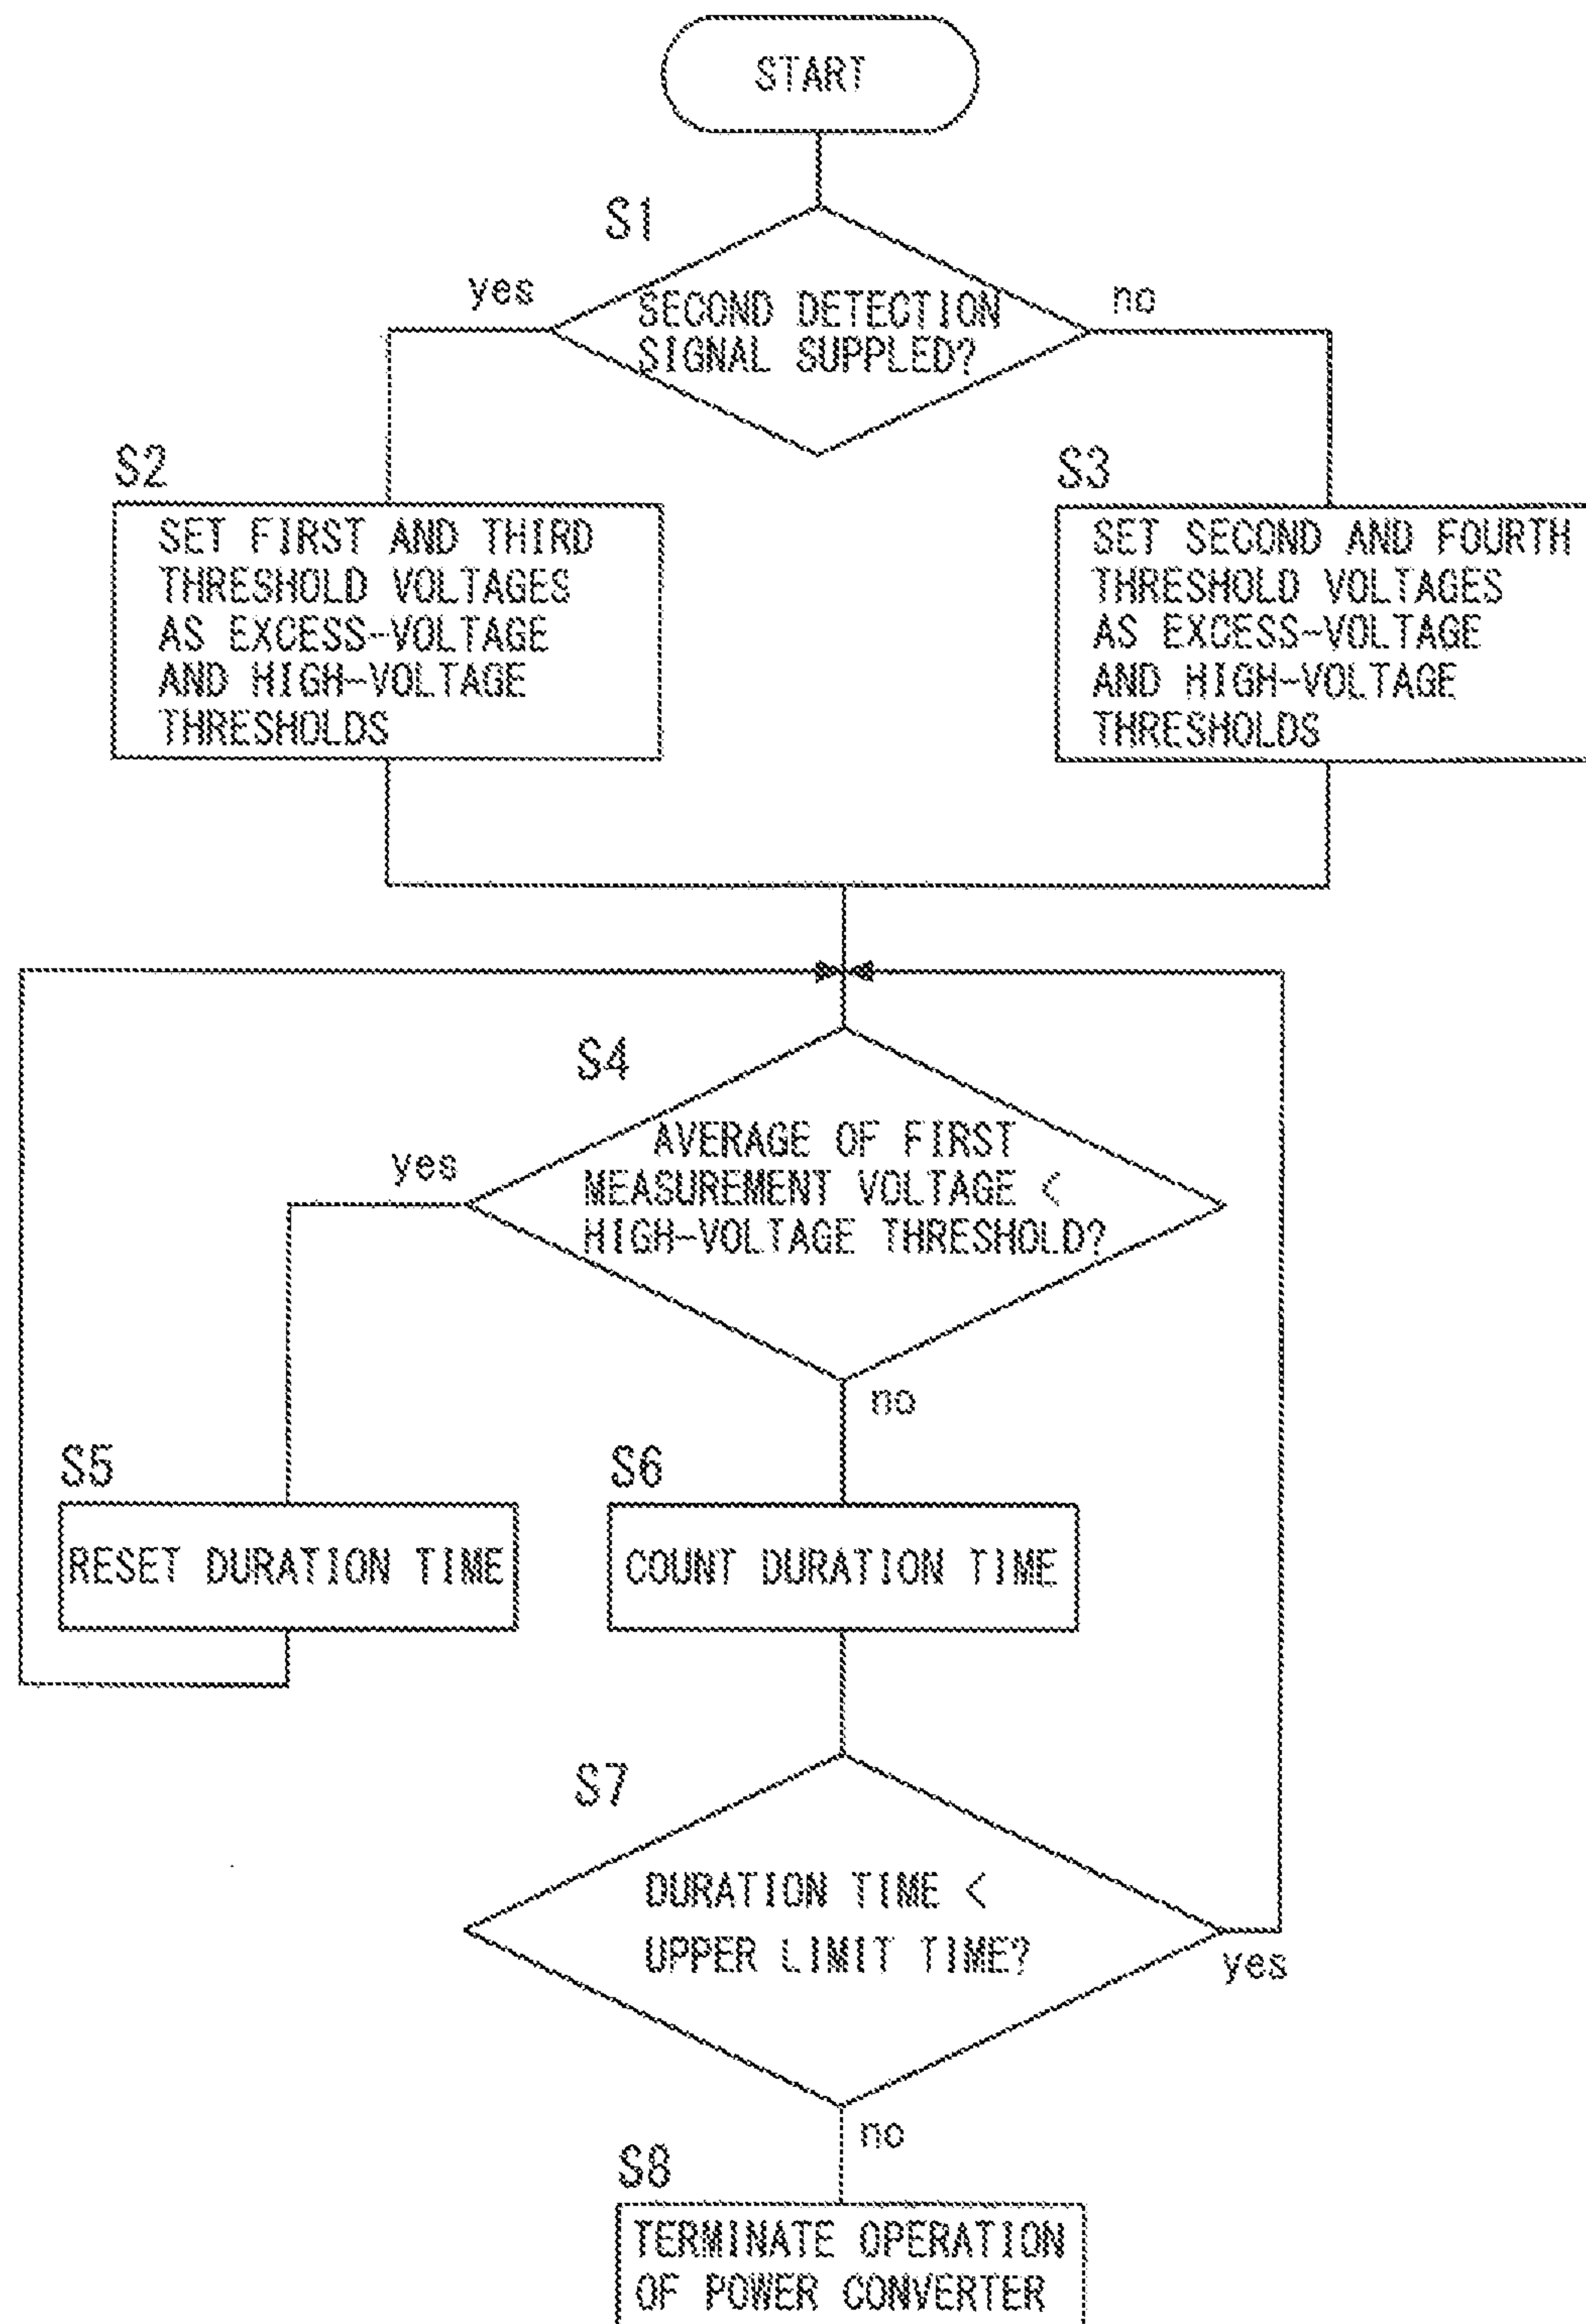 START
S1
yes
no
SECOND DETECTION
SIGNAL SUPPLED?
S2
SET FIRST AND THIRD
THRESHOLD VOLTAGES
AS EXCESS-VOLTAGE
AND HIGH-VOLTAGE
THRESHOLDS
S3
SET SECOND AND FOURTH
THRESHOLD VOLTAGES
AS EXCESS-VOLTAGE
AND HIGH-VOLTAGE
THRESHOLDS
S4
yes
AVERAGE OF FIRST
MEASUREMENT VOLTAGE <
HIGH-VOLTAGE THRESHOLD?
no
S5
RESET DURATION TIME
S6
COUNT DURATION TIME
S7
DURATION TIME <
UPPER LIMIT TIME?
yes
no
S8
TERMINATE OPERATION
OF POWER CONVERTER